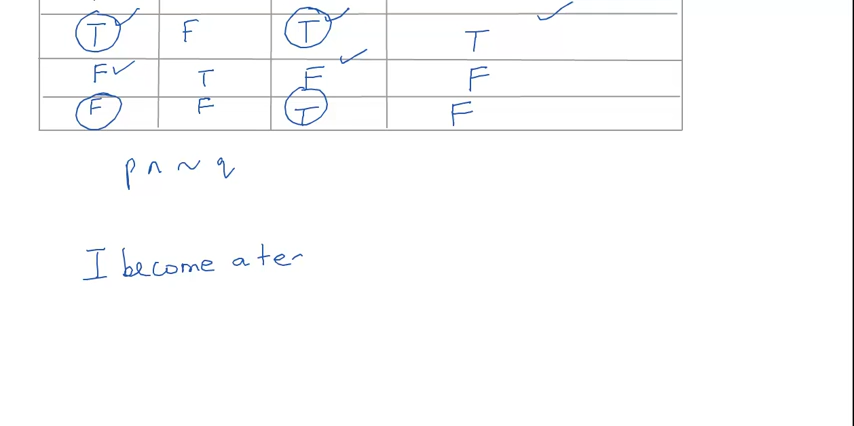 T F T T
F T F F
F F T F
p ∧ ~ q
I become a ter